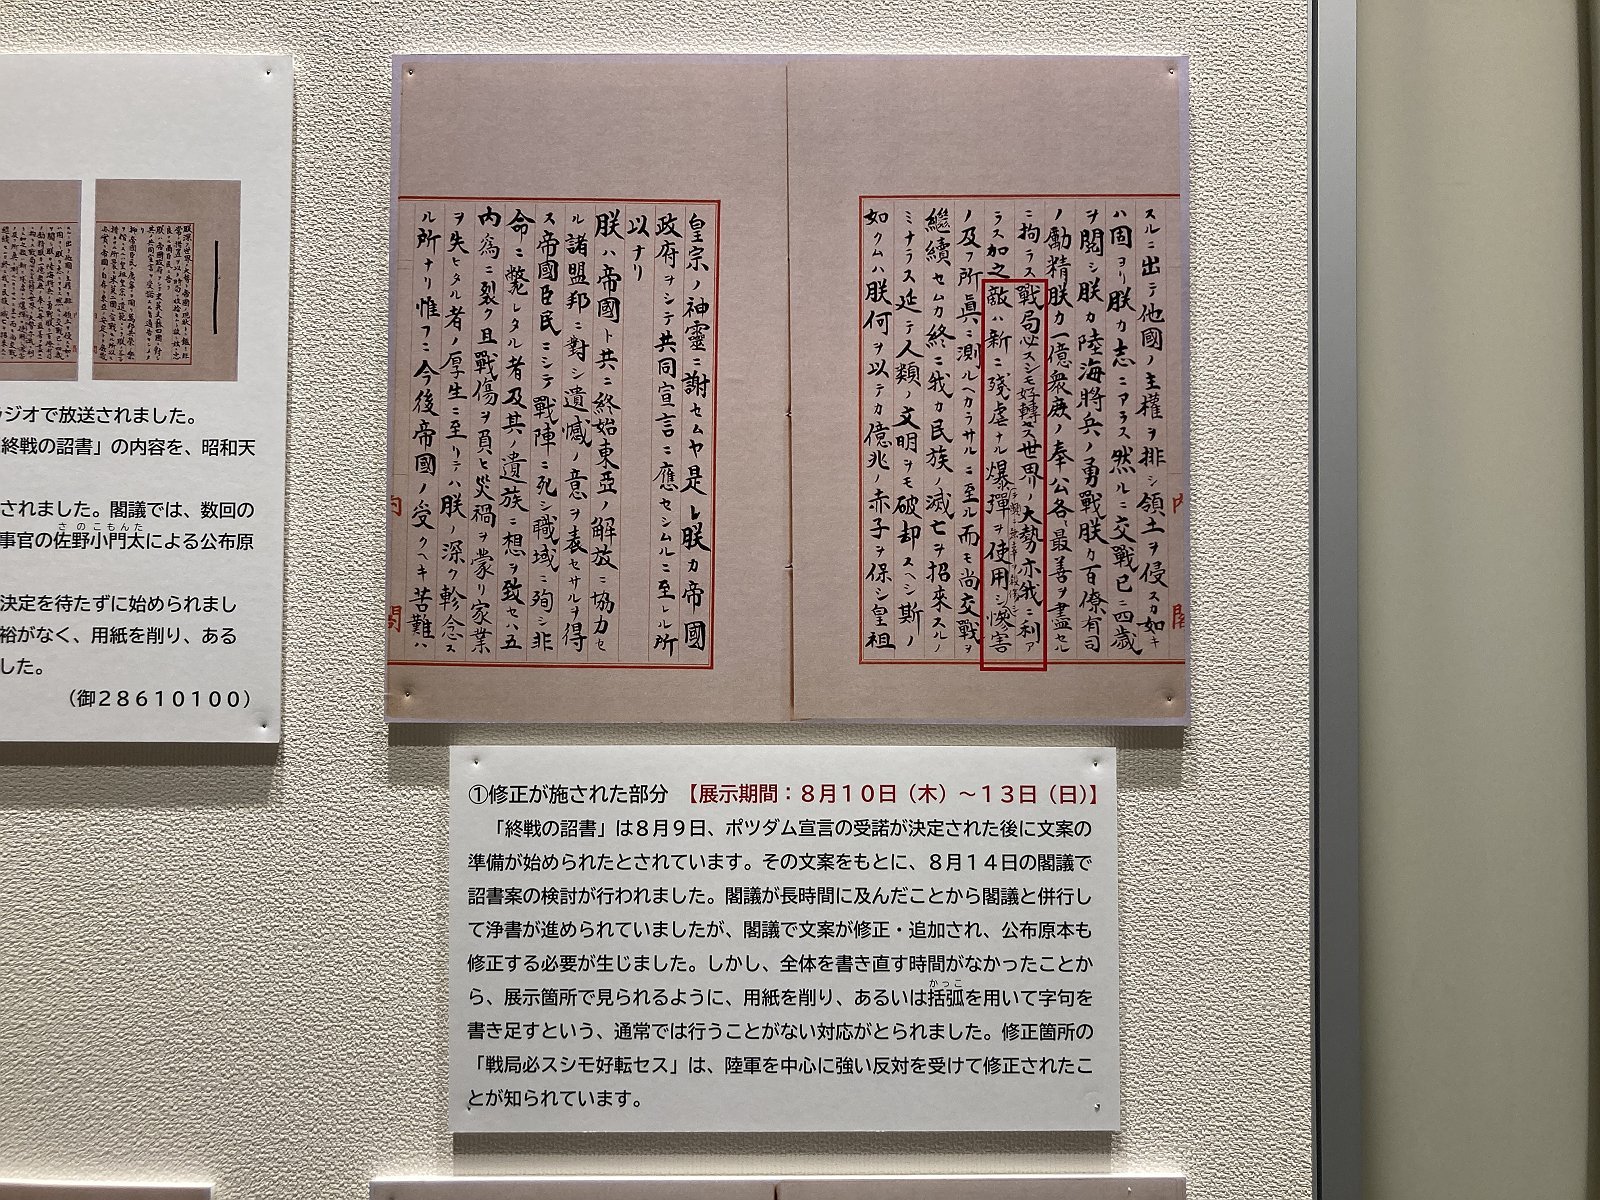 ラジオで放送されました。
終戦の詔書」の内容を、昭和天
されました。閣議では、数回の
事官の佐野小門太による公布原
さのこもんた
決定を待たずに始められまし
裕がなく、用紙を削り、ある
した。
(御28610100)
スルニ出テ他國ノ主權ヲ排シ領土ヲ侵スカ如キ
ハ固ヨリ朕カ志ニアラス然ルニ交戰已ニ四歲
ヲ閲シ朕カ陸海將兵ノ勇戰朕カ百僚有司
ノ勵精朕カ一億衆庶ノ奉公各〻最善ヲ盡セル
ニ拘ラス戰局必スシモ好轉セス世界ノ大勢亦我ニ利ア
ラス加之敵ハ新ニ殘虐ナル爆彈ヲ使用シテ頻ニ無辜ヲ殺傷シ慘害
ノ及フ所眞ニ測ルヘカラサルニ至ル而モ尚交戰ヲ
繼續セムカ終ニ我カ民族ノ滅亡ヲ招來スルノ
ミナラス延テ人類ノ文明ヲモ破却スヘシ斯ノ
如クムハ朕何ヲ以テカ億兆ノ赤子ヲ保シ皇祖
皇宗ノ神靈ニ謝セムヤ是レ朕カ帝國
政府ヲシテ共同宣言ニ應セシムルニ至レル所
以ナリ
朕ハ帝國ト共ニ終始東亞ノ解放ニ協力セ
ル諸盟邦ニ對シ遺憾ノ意ヲ表セサルヲ得
ス帝國臣民ニシテ戰陣ニ死シ職域ニ殉シ非
命ニ斃レタル者及其ノ遺族ニ想ヲ致セハ五
内爲ニ裂ク且戰傷ヲ負ヒ災禍ヲ蒙リ家業
ヲ失ヒタル者ノ厚生ニ至リテハ朕ノ深ク軫念ス
ル所ナリ惟フニ今後帝國ノ受クヘキ苦難ハ
内閣
①修正が施された部分 【展示期間：8月10日（木）～13日（日）】
「終戦の詔書」は8月9日、ポツダム宣言の受諾が決定された後に文案の
準備が始められたとされています。その文案をもとに、8月14日の閣議で
詔書案の検討が行われました。閣議が長時間に及んだことから閣議と併行し
て浄書が進められていましたが、閣議で文案が修正・追加され、公布原本も
修正する必要が生じました。しかし、全体を書き直す時間がなかったことか
ら、展示箇所で見られるように、用紙を削り、あるいは括弧を用いて字句を
かっこ
書き足すという、通常では行うことがない対応がとられました。修正箇所の
「戦局必スシモ好転セス」は、陸軍を中心に強い反対を受けて修正されたこ
とが知られています。